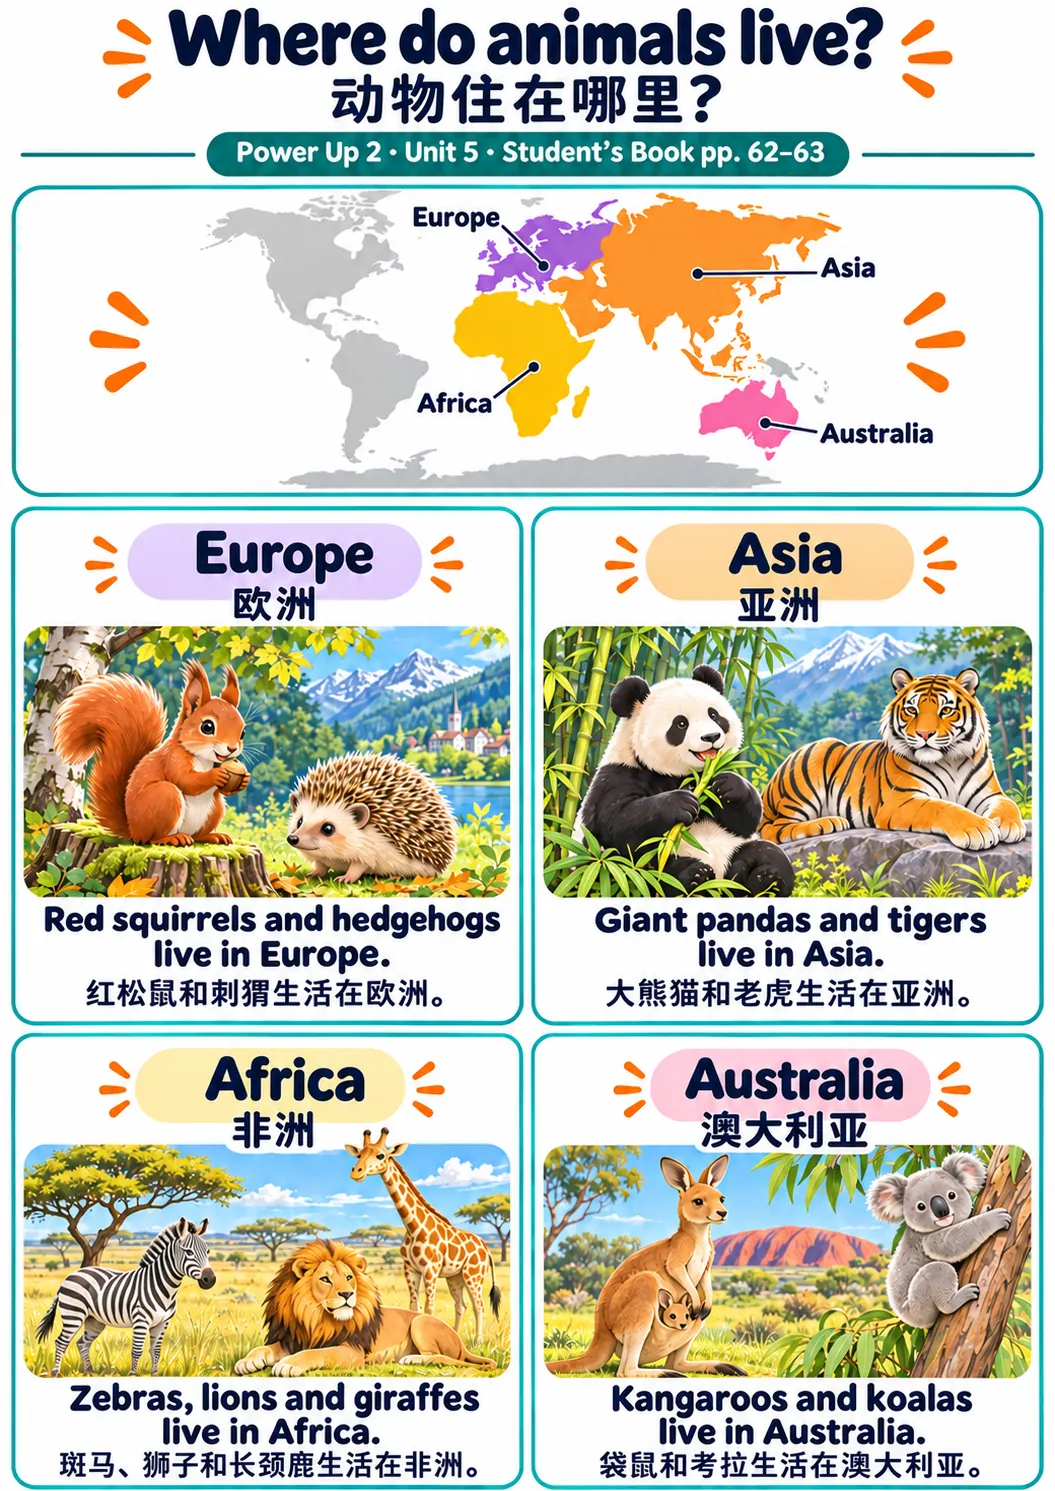 Where do animals live?
动物住在哪里？
Power Up 2 · Unit 5 · Student's Book pp. 62–63
Europe
Asia
Africa
Australia
Europe
欧洲
Red squirrels and hedgehogs
live in Europe.
红松鼠和刺猬生活在欧洲。
Asia
亚洲
Giant pandas and tigers
live in Asia.
大熊猫和老虎生活在亚洲。
Africa
非洲
Zebras, lions and giraffes
live in Africa.
斑马、狮子和长颈鹿生活在非洲。
Australia
澳大利亚
Kangaroos and koalas
live in Australia.
袋鼠和考拉生活在澳大利亚。